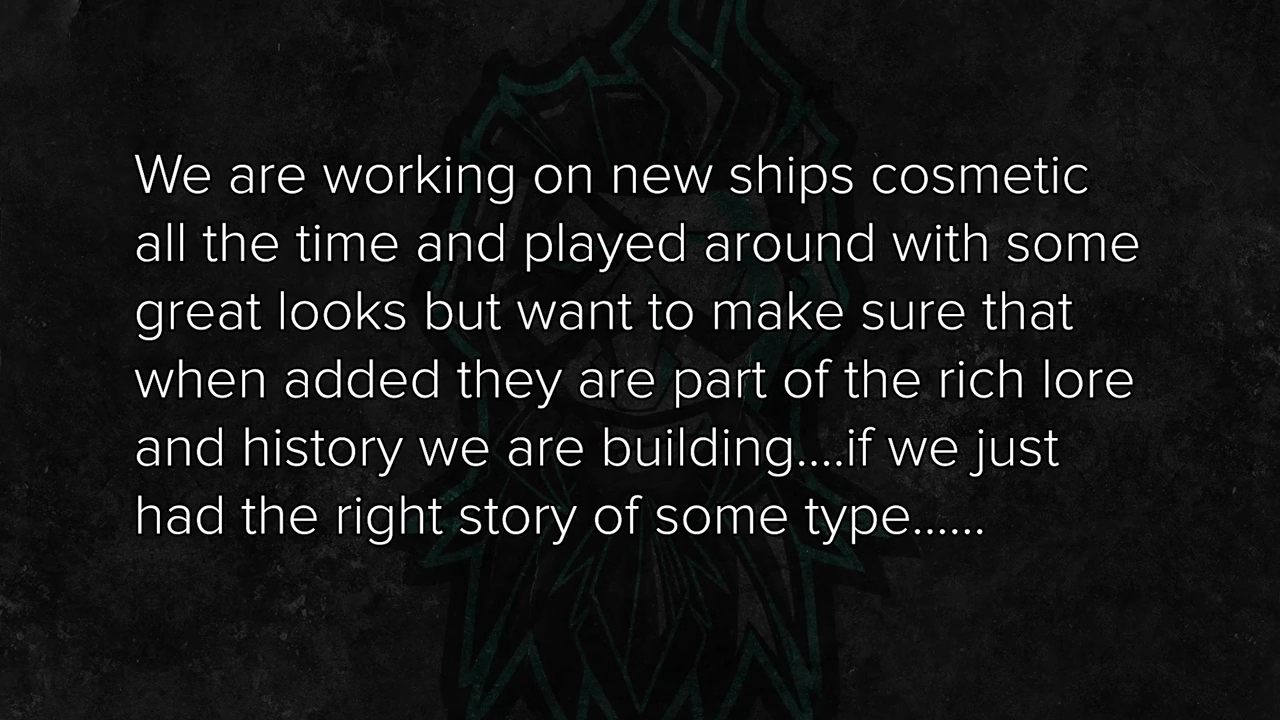 We are working on new ships cosmetic
all the time and played around with some
great looks but want to make sure that
when added they are part of the rich lore
and history we are building....if we just
had the right story of some type......